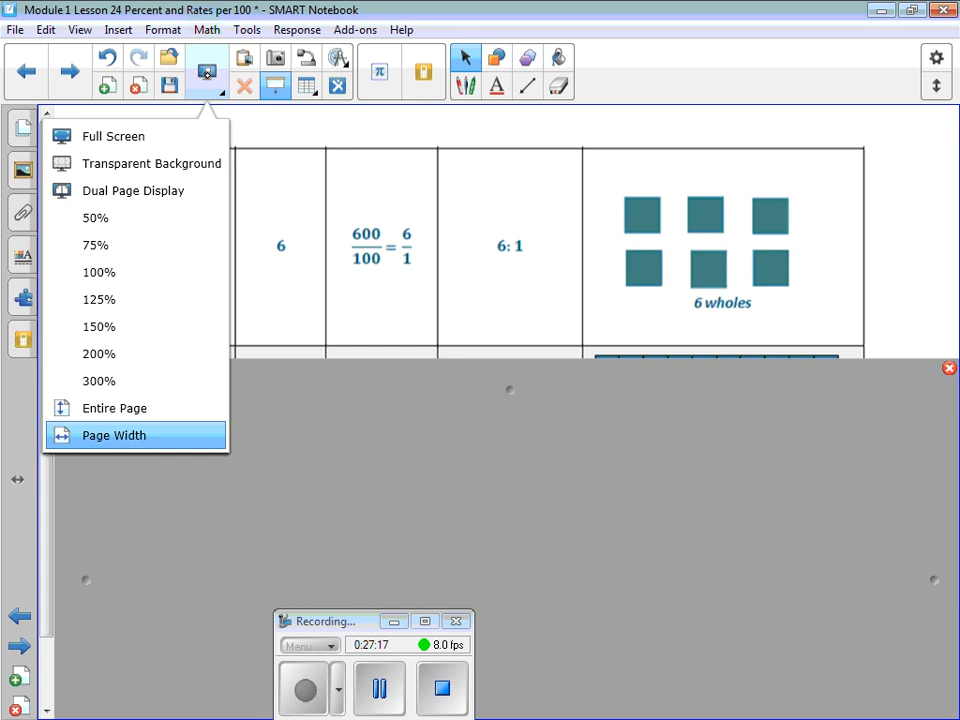 Module 1 Lesson 24 Percent and Rates per 100 * - SMART Notebook
File Edit View Insert Format Math Tools Response Add-ons Help
Full Screen
Transparent Background
Dual Page Display
50%
75%
100%
125%
150%
200%
300%
Entire Page
Page Width
6
600/100 = 6/1
6: 1
6 wholes
Recording...
Menu 0:27:17 8.0 fps